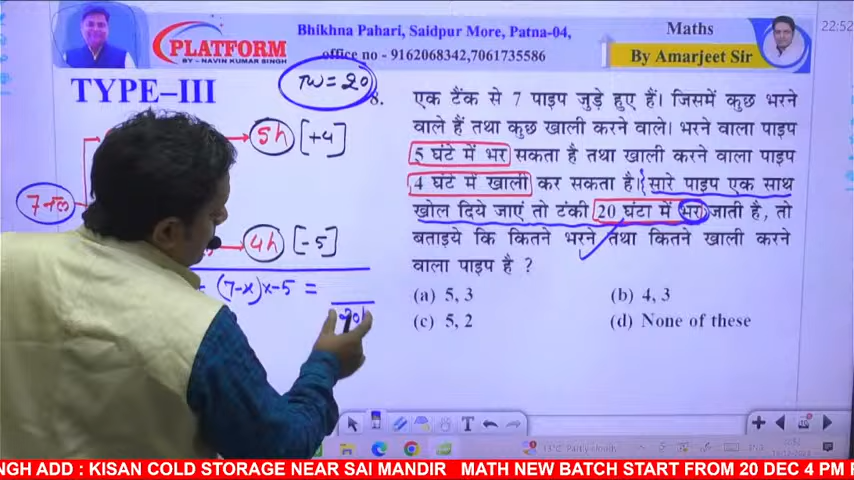 Bhikhna Pahari, Saidpur More, Patna-04,
office no - 9162068342,7061735586
PLATFORM
BY - NAVIN KUMAR SINGH
Maths
By Amarjeet Sir
22:52
TYPE–III
TW = 20
8. एक टैंक से 7 पाइप जुड़े हुए हैं। जिसमें कुछ भरने
वाले हैं तथा कुछ खाली करने वाले। भरने वाला पाइप
5 घंटे में भर सकता है तथा खाली करने वाला पाइप
4 घंटे में खाली कर सकता है। सारे पाइप एक साथ
खोल दिये जाएं तो टंकी 20 घंटा में भर जाती है, तो
बताइये कि कितने भरने तथा कितने खाली करने
वाला पाइप है ?
(a) 5, 3
(b) 4, 3
(c) 5, 2
(d) None of these
5h [+4]
7 नल
4h [-5]
(7-x)x-5 =
20
T
NGH ADD : KISAN COLD STORAGE NEAR SAI MANDIR MATH NEW BATCH START FROM 20 DEC 4 PM